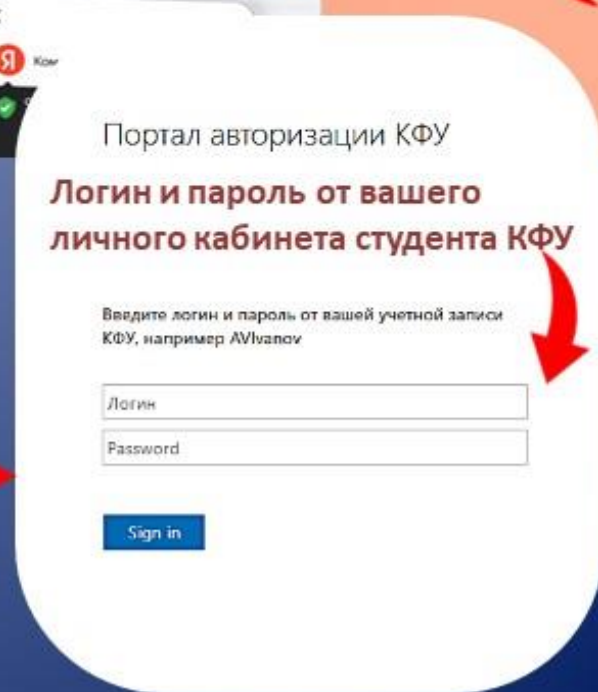 Я
Портал авторизации КФУ
Логин и пароль от вашего
личного кабинета студента КФУ
Введите логин и пароль от вашей учетной записи
КФУ, например AVIvanov
Логин
Password
Sign in